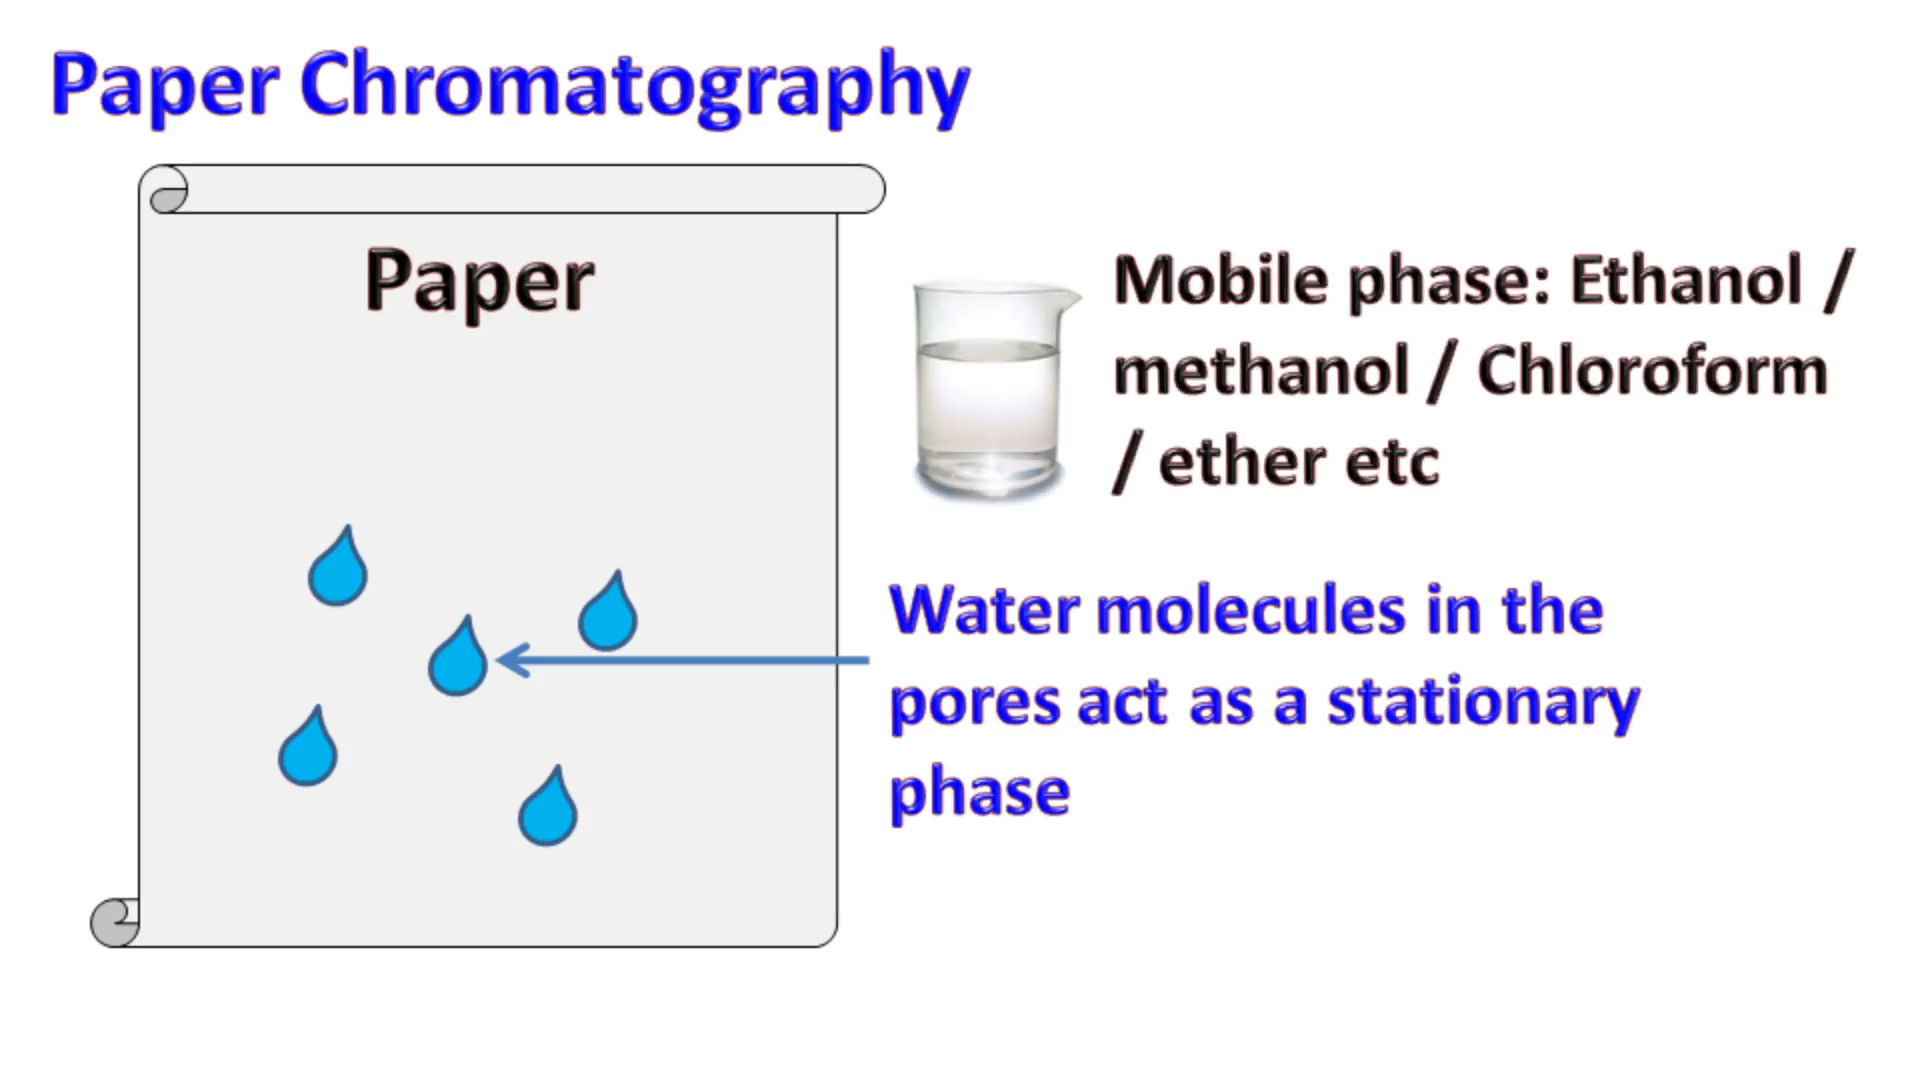 Paper Chromatography
Paper
Mobile phase: Ethanol /
methanol / Chloroform
/ ether etc
Water molecules in the
pores act as a stationary
phase